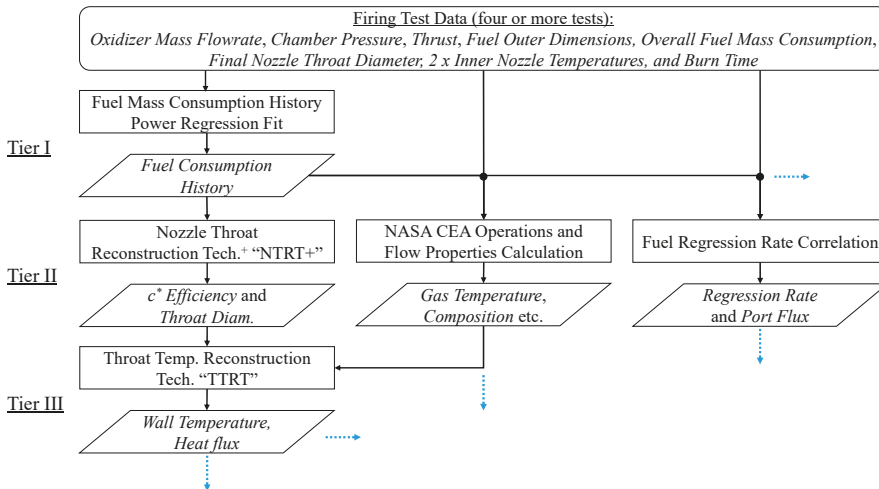 Firing Test Data (four or more tests):
Oxidizer Mass Flowrate, Chamber Pressure, Thrust, Fuel Outer Dimensions, Overall Fuel Mass Consumption,
Final Nozzle Throat Diameter, 2 x Inner Nozzle Temperatures, and Burn Time
Fuel Mass Consumption History
Power Regression Fit
Tier I
Fuel Consumption
History
Nozzle Throat
Reconstruction Tech.⁺ “NTRT+”
NASA CEA Operations and
Flow Properties Calculation
Fuel Regression Rate Correlation
Tier II
c* Efficiency and
Throat Diam.
Gas Temperature,
Composition etc.
Regression Rate
and Port Flux
Throat Temp. Reconstruction
Tech. “TTRT”
Tier III
Wall Temperature,
Heat flux